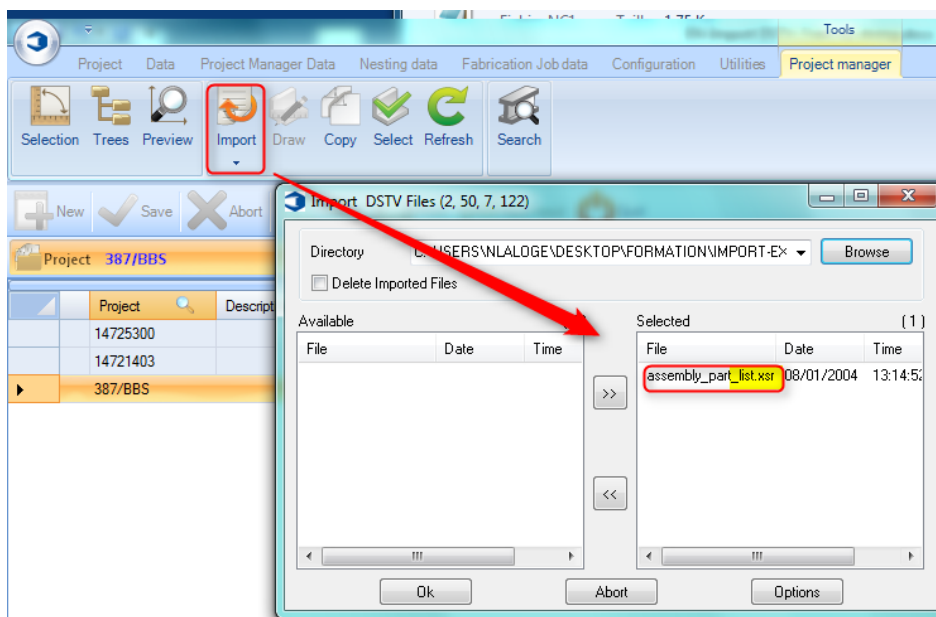 Tools
Project Data Project Manager Data Nesting data Fabrication Job data Configuration Utilities Project manager
Selection Trees Preview Import Draw Copy Select Refresh Search
New Save Abort
Import DSTV Files (2, 50, 7, 122)
Project 387/BBS
Directory C:\USERS\NLALOGE\DESKTOP\FORMATION\IMPORT-EX Browse
Delete Imported Files
Project Descript
14725300
14721403
387/BBS
Available
File Date Time
Selected (1)
File Date Time
assembly_part_list.xsr 08/01/2004 13:14:52
>>
<<
Ok Abort Options